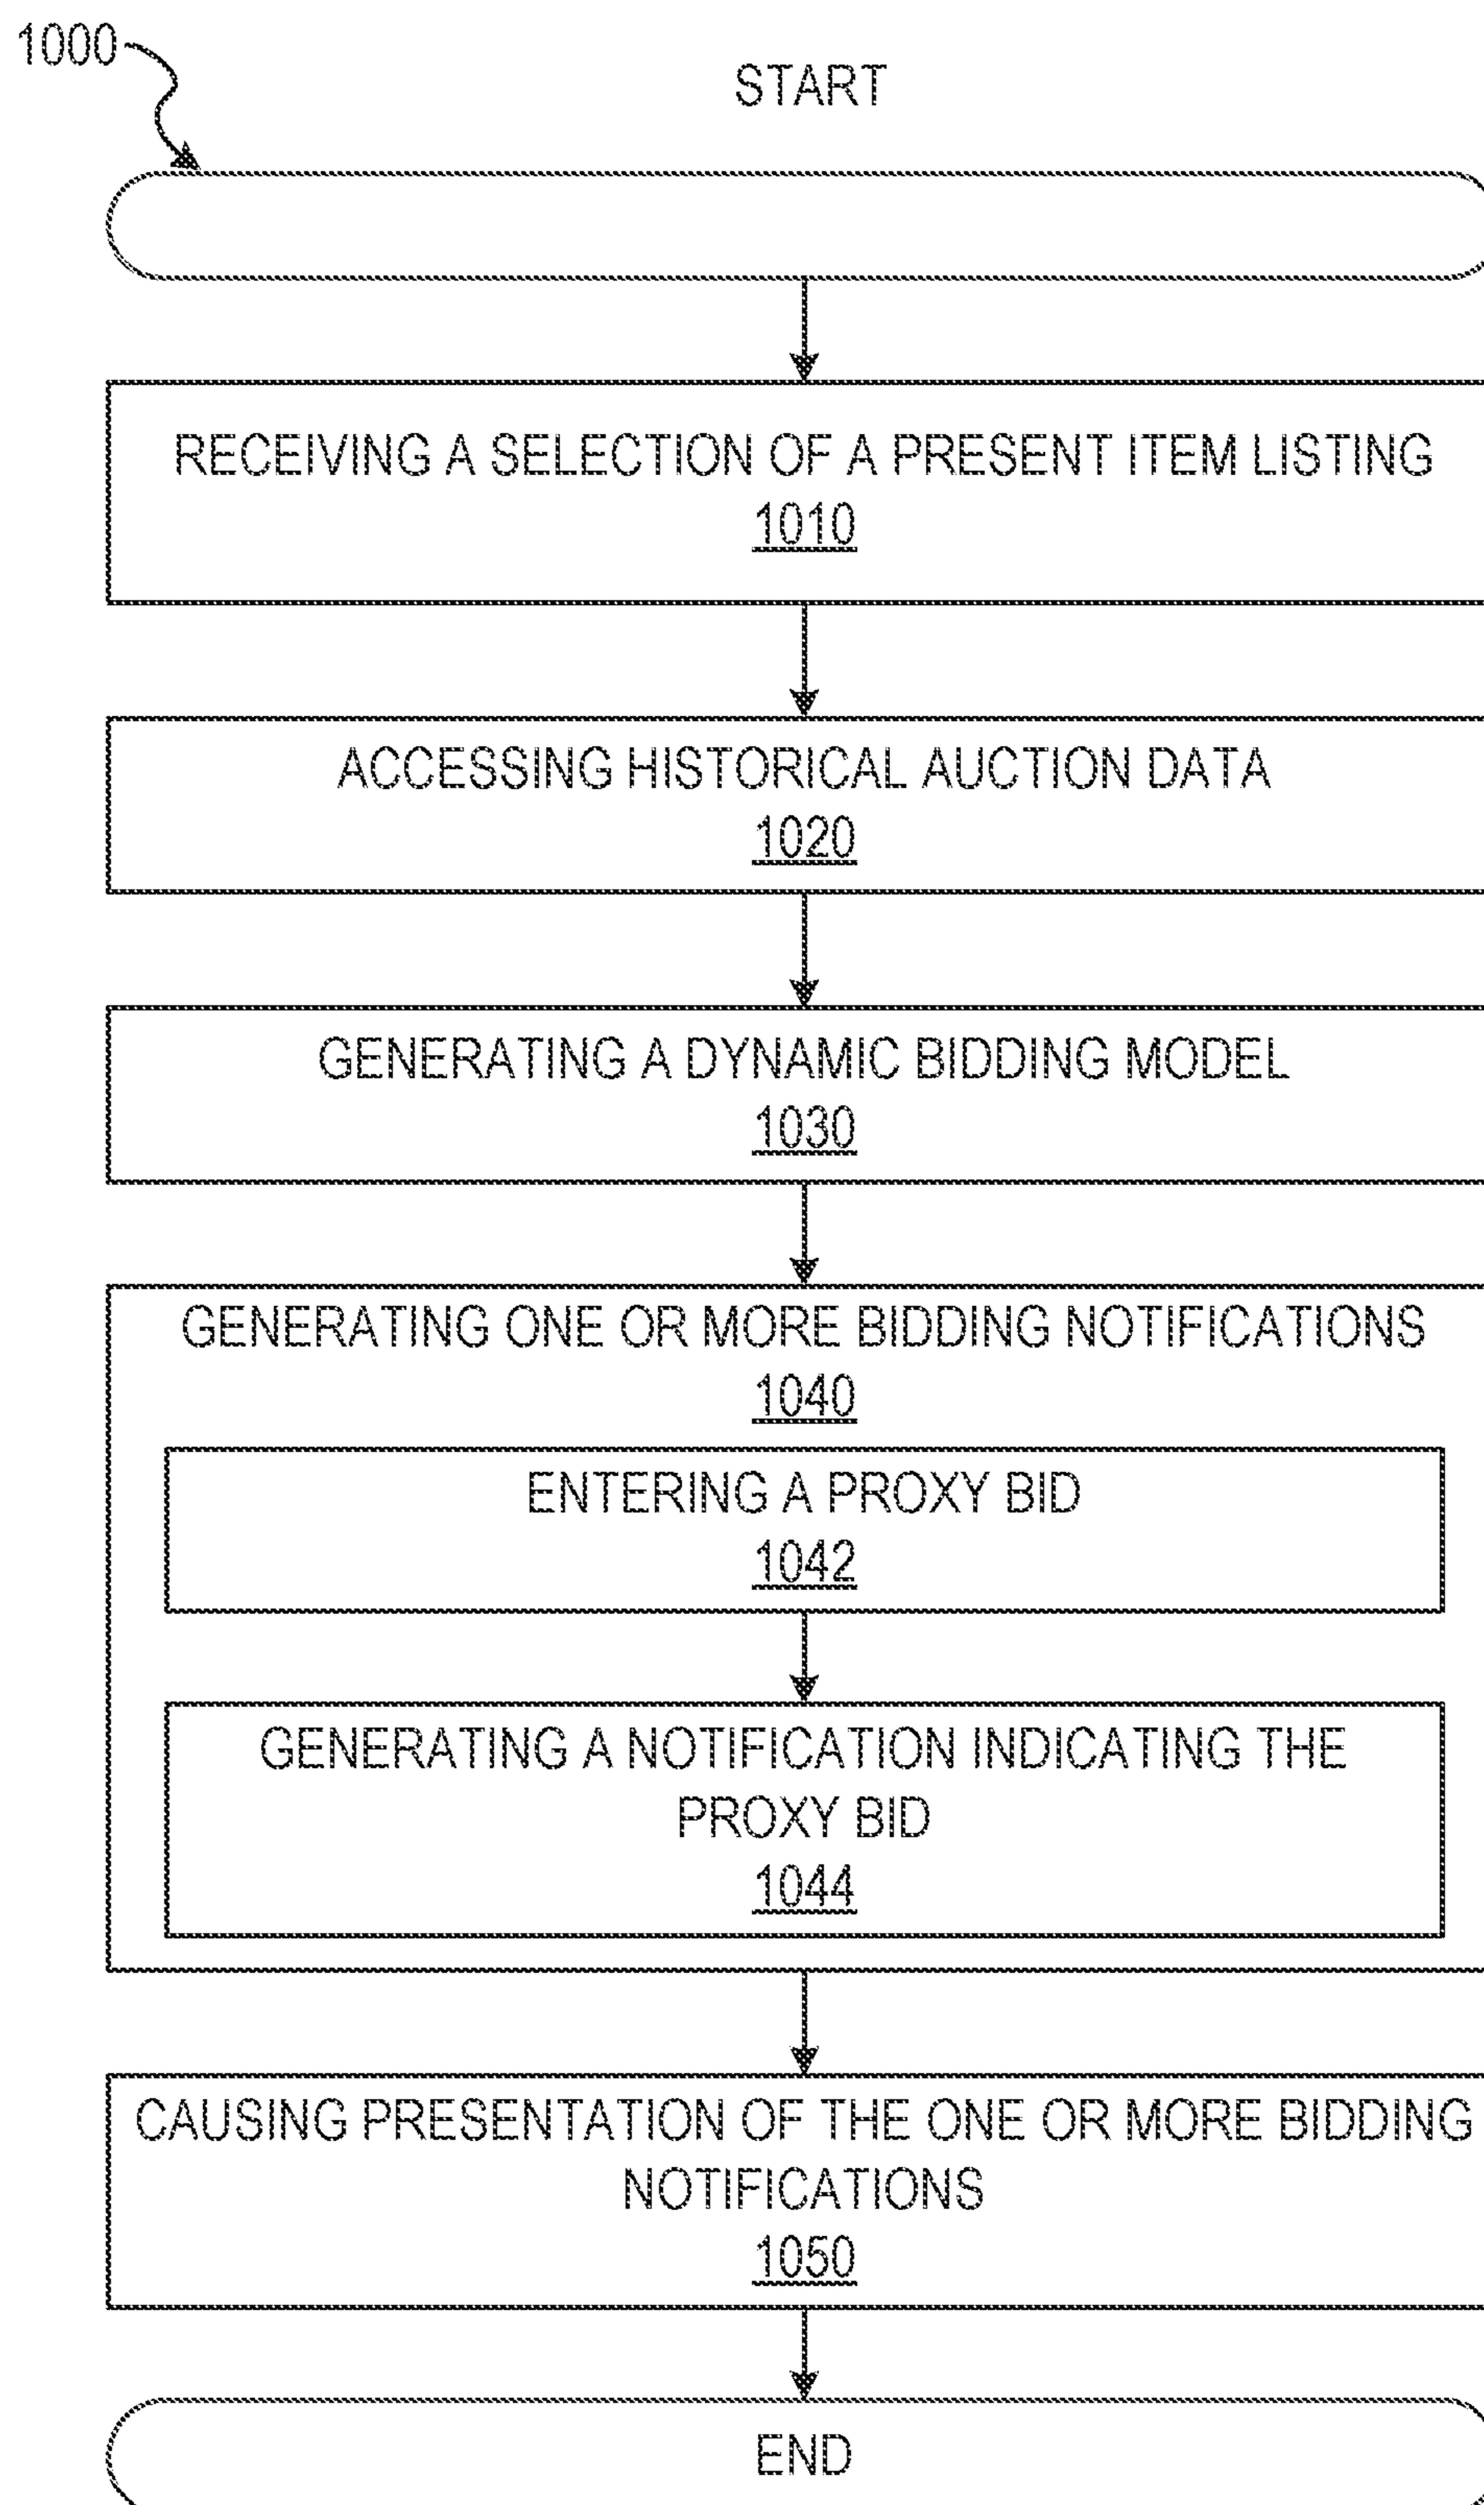 1000
START
RECEIVING A SELECTION OF A PRESENT ITEM LISTING
1010
ACCESSING HISTORICAL AUCTION DATA
1020
GENERATING A DYNAMIC BIDDING MODEL
1030
GENERATING ONE OR MORE BIDDING NOTIFICATIONS
1040
ENTERING A PROXY BID
1042
GENERATING A NOTIFICATION INDICATING THE
PROXY BID
1044
CAUSING PRESENTATION OF THE ONE OR MORE BIDDING
NOTIFICATIONS
1050
END